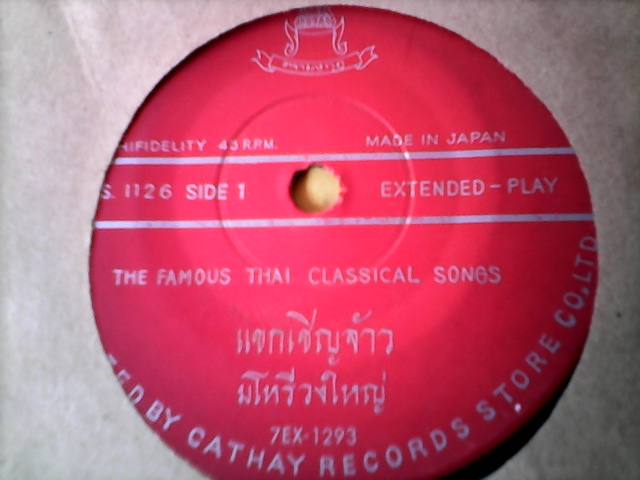 HIFIDELITY 45 R.P.M.
MADE IN JAPAN
S. 1126 SIDE 1
EXTENDED-PLAY
THE FAMOUS THAI CLASSICAL SONGS
แขกเชิญจ้าว
มโหรีวงใหญ่
7EX-1293
TED BY CATHAY RECORDS STORE CO., LTD